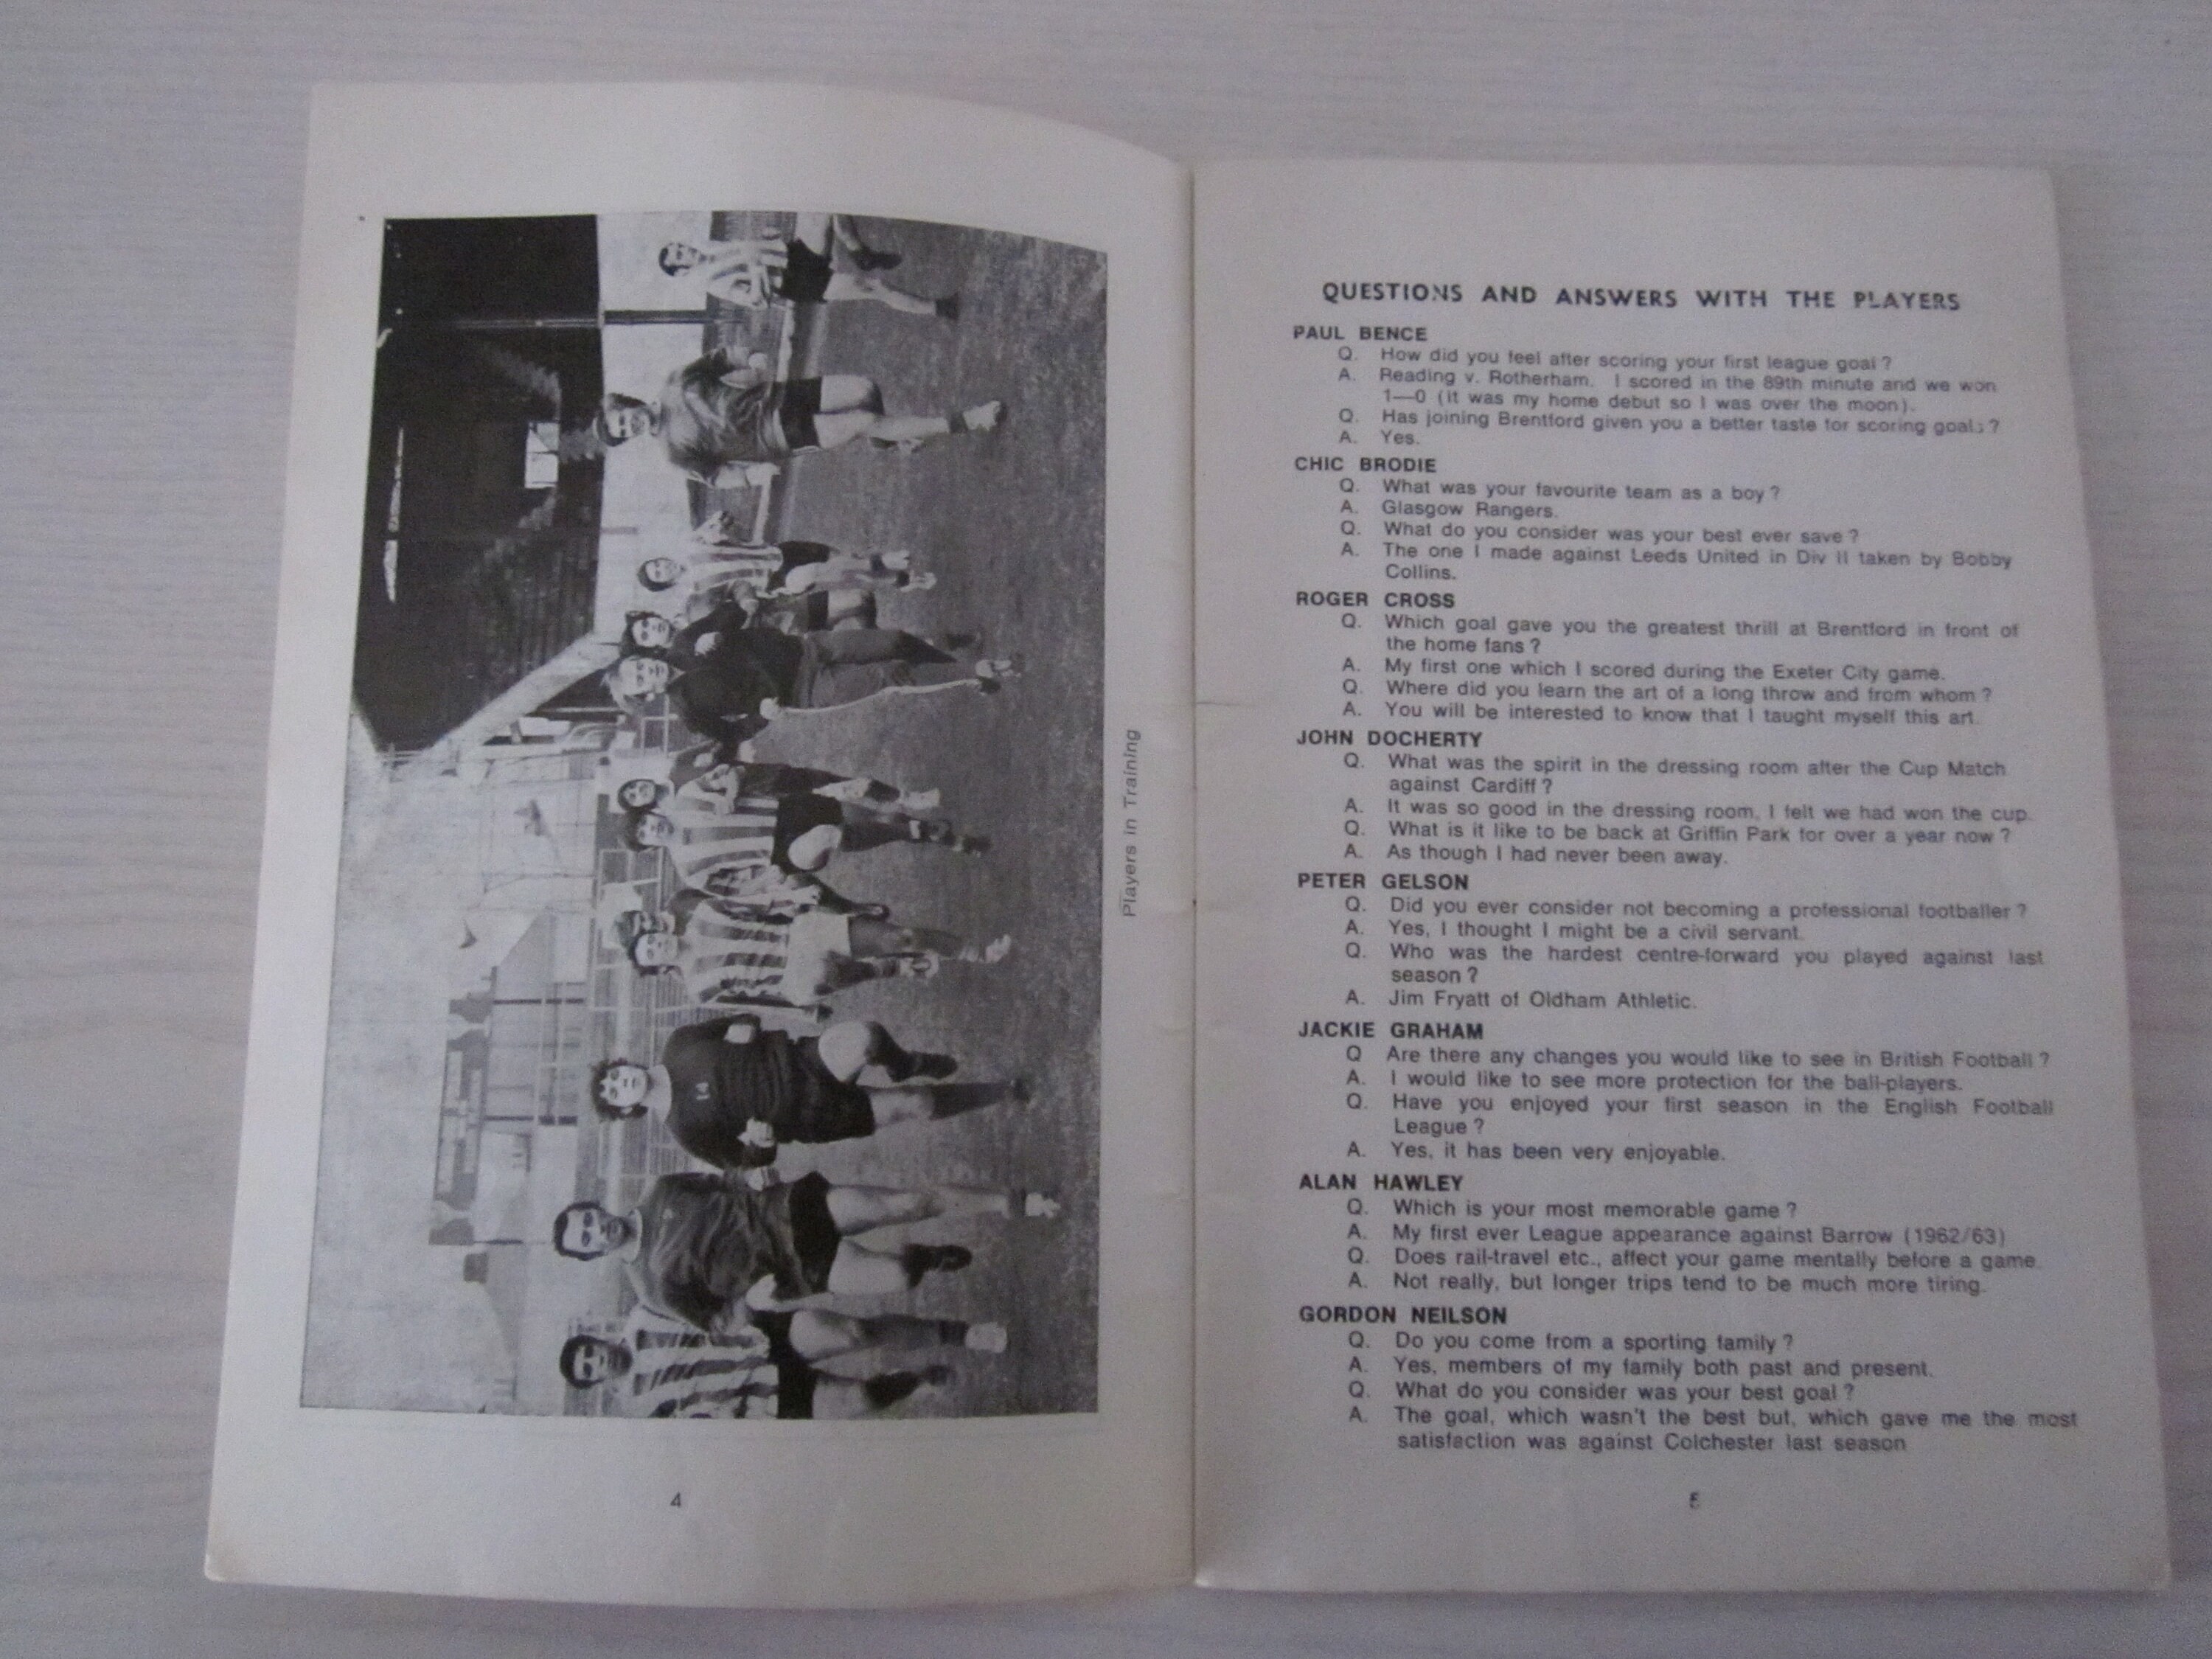 Players in Training
4
QUESTIONS AND ANSWERS WITH THE PLAYERS
PAUL BENCE
Q. How did you feel after scoring your first league goal?
A. Reading v. Rotherham. I scored in the 89th minute and we won
1—0 (it was my home debut so I was over the moon).
Q. Has joining Brentford given you a better taste for scoring goals?
A. Yes.
CHIC BRODIE
Q. What was your favourite team as a boy?
A. Glasgow Rangers.
Q. What do you consider was your best ever save?
A. The one I made against Leeds United in Div II taken by Bobby
Collins.
ROGER CROSS
Q. Which goal gave you the greatest thrill at Brentford in front of
the home fans?
A. My first one which I scored during the Exeter City game.
Q. Where did you learn the art of a long throw and from whom?
A. You will be interested to know that I taught myself this art.
JOHN DOCHERTY
Q. What was the spirit in the dressing room after the Cup Match
against Cardiff?
A. It was so good in the dressing room, I felt we had won the cup.
Q. What is it like to be back at Griffin Park for over a year now?
A. As though I had never been away.
PETER GELSON
Q. Did you ever consider not becoming a professional footballer?
A. Yes, I thought I might be a civil servant.
Q. Who was the hardest centre-forward you played against last
season?
A. Jim Fryatt of Oldham Athletic.
JACKIE GRAHAM
Q Are there any changes you would like to see in British Football?
A. I would like to see more protection for the ball-players.
Q. Have you enjoyed your first season in the English Football
League?
A. Yes, it has been very enjoyable.
ALAN HAWLEY
Q. Which is your most memorable game?
A. My first ever League appearance against Barrow (1962/63)
Q. Does rail-travel etc., affect your game mentally before a game.
A. Not really, but longer trips tend to be much more tiring.
GORDON NEILSON
Q. Do you come from a sporting family?
A. Yes, members of my family both past and present.
Q. What do you consider was your best goal?
A. The goal, which wasn't the best but, which gave me the most
satisfaction was against Colchester last season
5